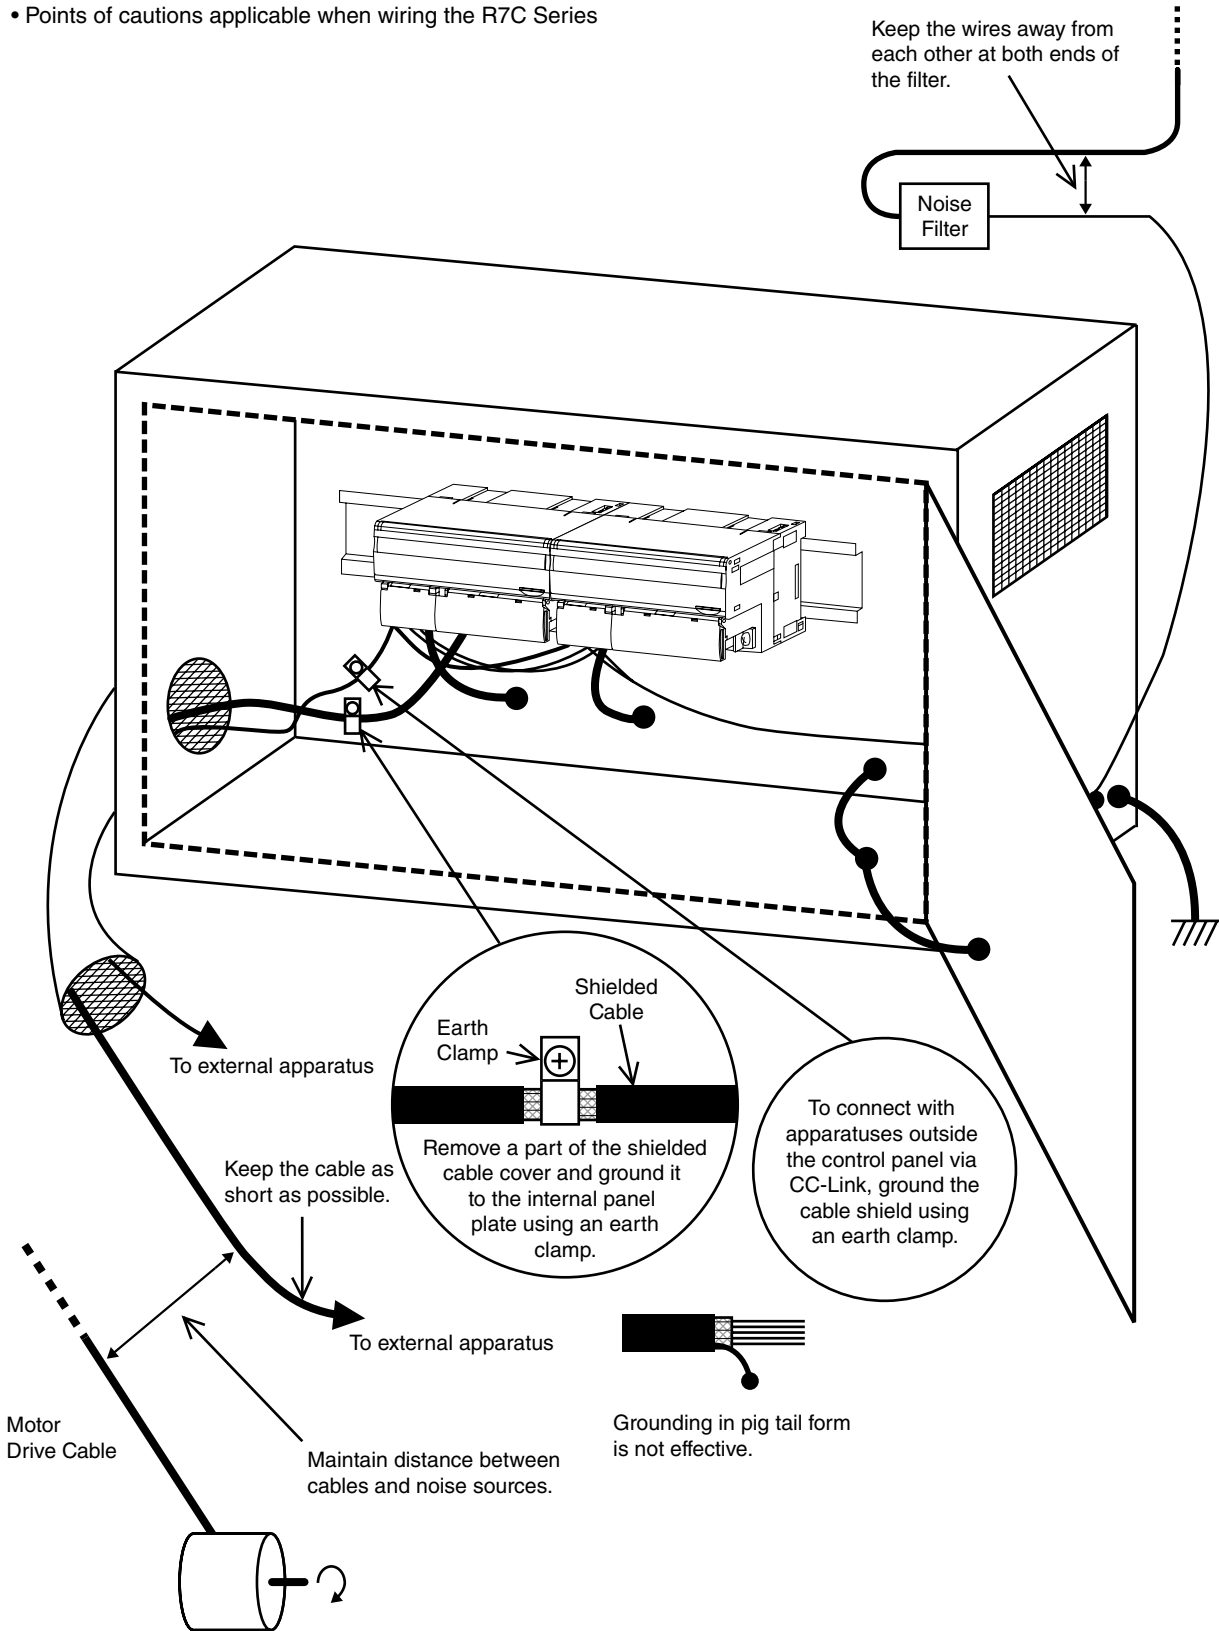 • Points of cautions applicable when wiring the R7C Series
Keep the wires away from
each other at both ends of
the filter.
Noise
Filter
Shielded
Cable
Earth
Clamp
To external apparatus
Remove a part of the shielded
cable cover and ground it
to the internal panel
plate using an earth
clamp.
To connect with
apparatuses outside
the control panel via
CC-Link, ground the
cable shield using
an earth clamp.
Keep the cable as
short as possible.
To external apparatus
Motor
Drive Cable
Maintain distance between
cables and noise sources.
Grounding in pig tail form
is not effective.